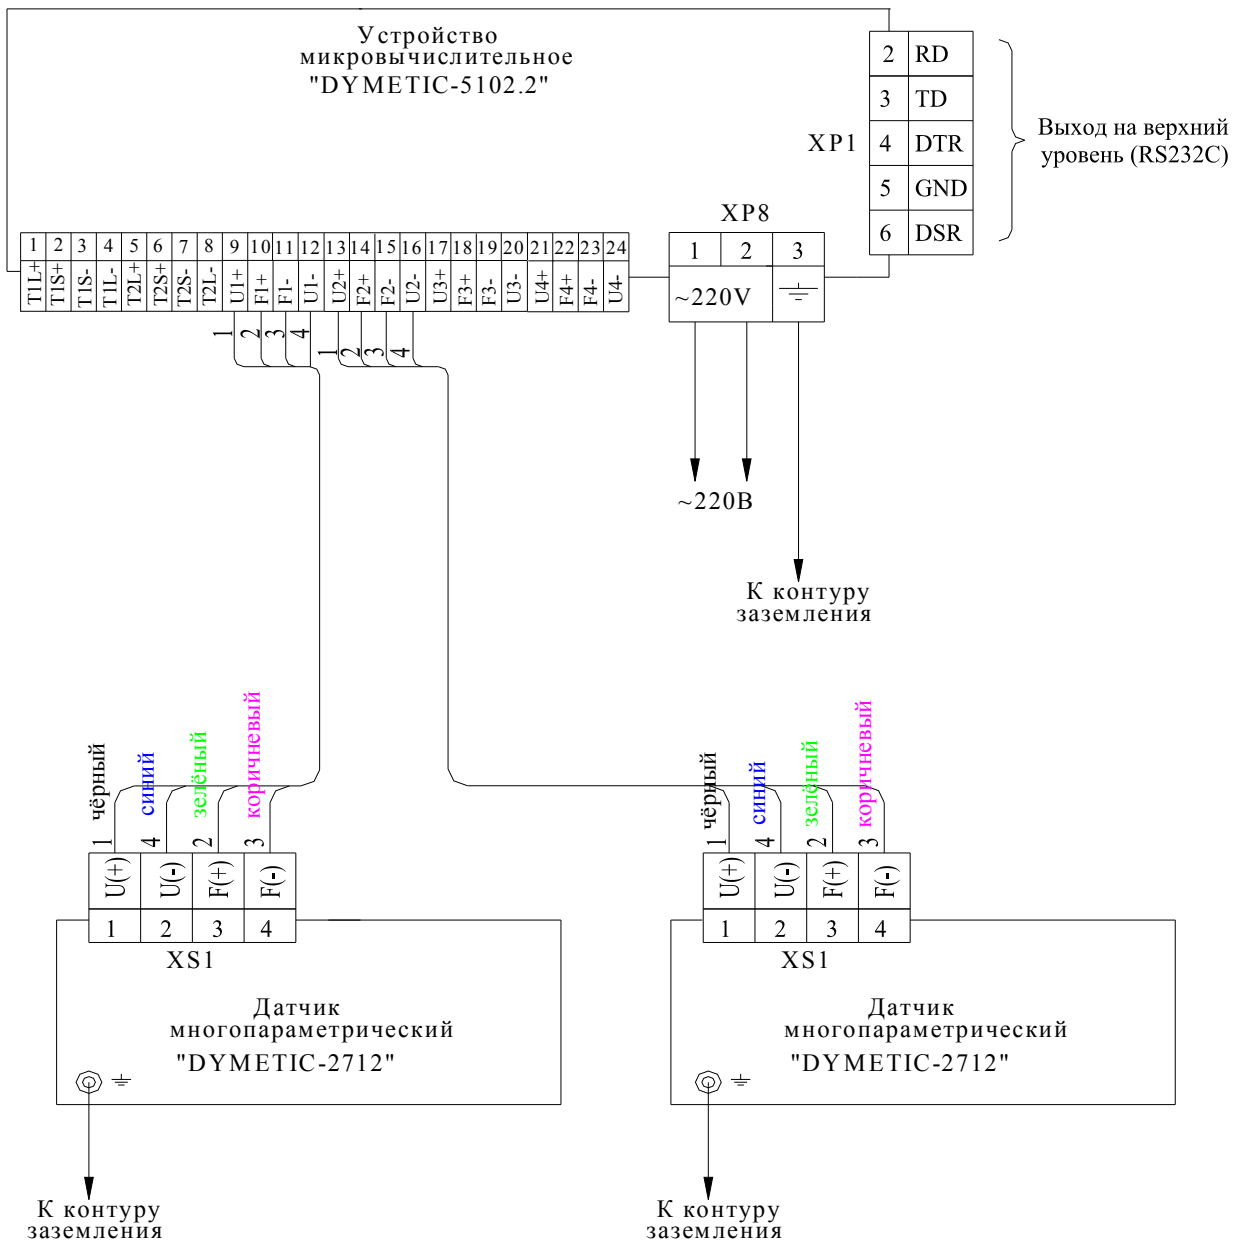 Устройство
микровычислительное
"DYMETIC-5102.2"
XP1
2 RD
3 TD
4 DTR
5 GND
6 DSR
Выход на верхний
уровень (RS232C)
XP8
1 2 3
~220V
1 2 3 4 5 6 7 8 9 10 11 12 13 14 15 16 17 18 19 20 21 22 23 24
T1L+ T1S+ T1S- T1L- T2L+ T2S+ T2S- T2L- U1+ F1+ F1- U1- U2+ F2+ F2- U2- U3+ F3+ F3- U3- U4+ F4+ F4- U4-
1 2 3 4 1 2 3 4
~220В
К контуру
заземления
чёрный синий зелёный коричневый
1 4 2 3
U(+) U(-) F(+) F(-)
1 2 3 4
XS1
Датчик
многопараметрический
"DYMETIC-2712"
К контуру
заземления
чёрный синий зелёный коричневый
1 4 2 3
U(+) U(-) F(+) F(-)
1 2 3 4
XS1
Датчик
многопараметрический
"DYMETIC-2712"
К контуру
заземления